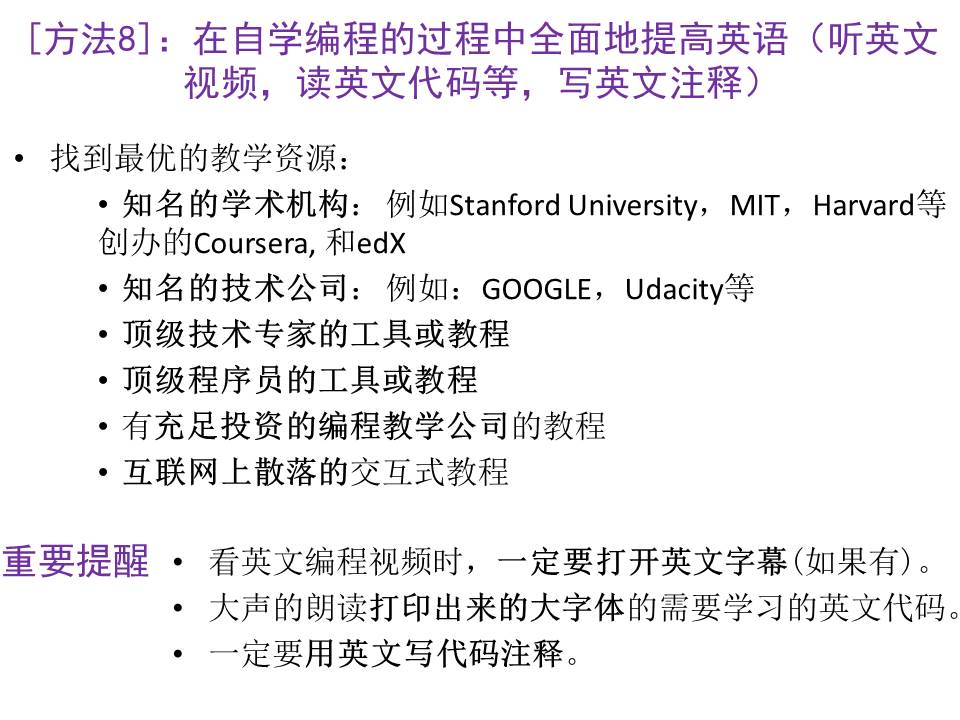 [方法8]：在自学编程的过程中全面地提高英语（听英文
视频，读英文代码等，写英文注释）
• 找到最优的教学资源：
• 知名的学术机构： 例如Stanford University，MIT，Harvard等
创办的Coursera, 和edX
• 知名的技术公司： 例如：GOOGLE，Udacity等
• 顶级技术专家的工具或教程
• 顶级程序员的工具或教程
• 有充足投资的编程教学公司的教程
• 互联网上散落的交互式教程
重要提醒 • 看英文编程视频时，一定要打开英文字幕(如果有)。
• 大声的朗读打印出来的大字体的需要学习的英文代码。
• 一定要用英文写代码注释。